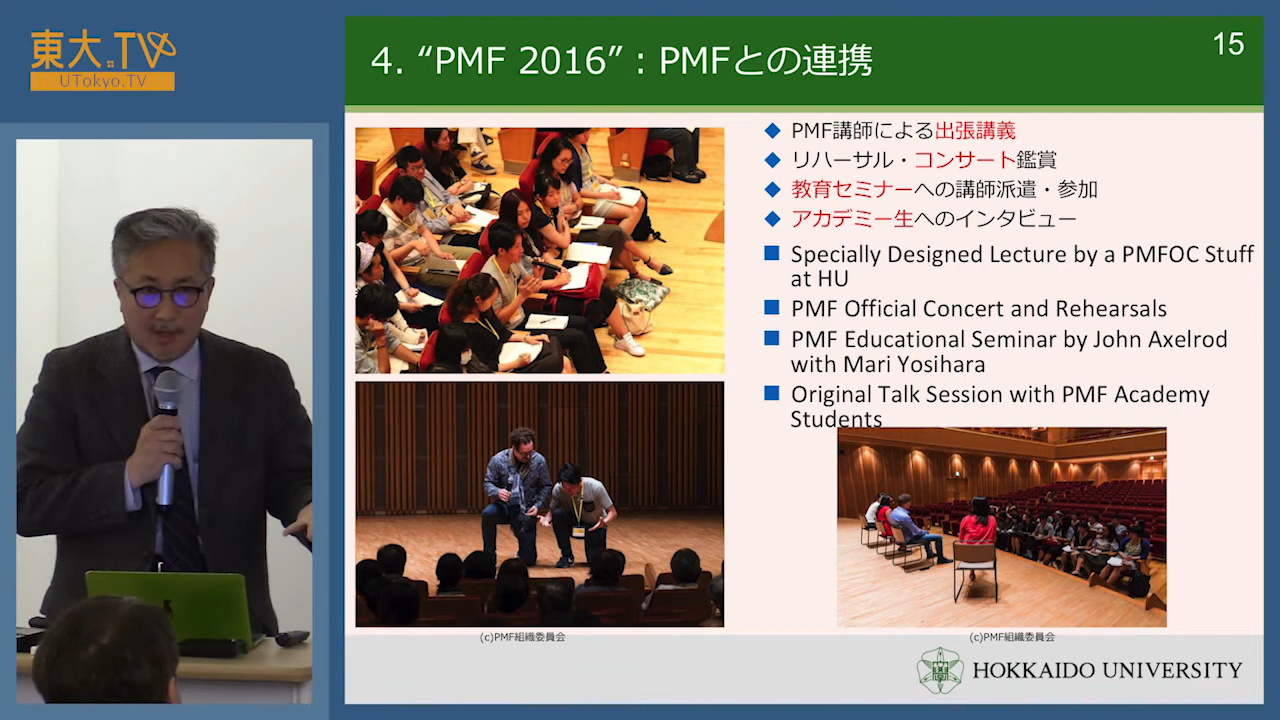 東大.TV
UTokyo.TV
4. “PMF 2016”：PMFとの連携
15
PMF講師による出張講義
リハーサル・コンサート鑑賞
教育セミナーへの講師派遣・参加
アカデミー生へのインタビュー
Specially Designed Lecture by a PMFOC Stuff
at HU
PMF Official Concert and Rehearsals
PMF Educational Seminar by John Axelrod
with Mari Yosihara
Original Talk Session with PMF Academy
Students
(c)PMF組織委員会
(c)PMF組織委員会
HOKKAIDO UNIVERSITY